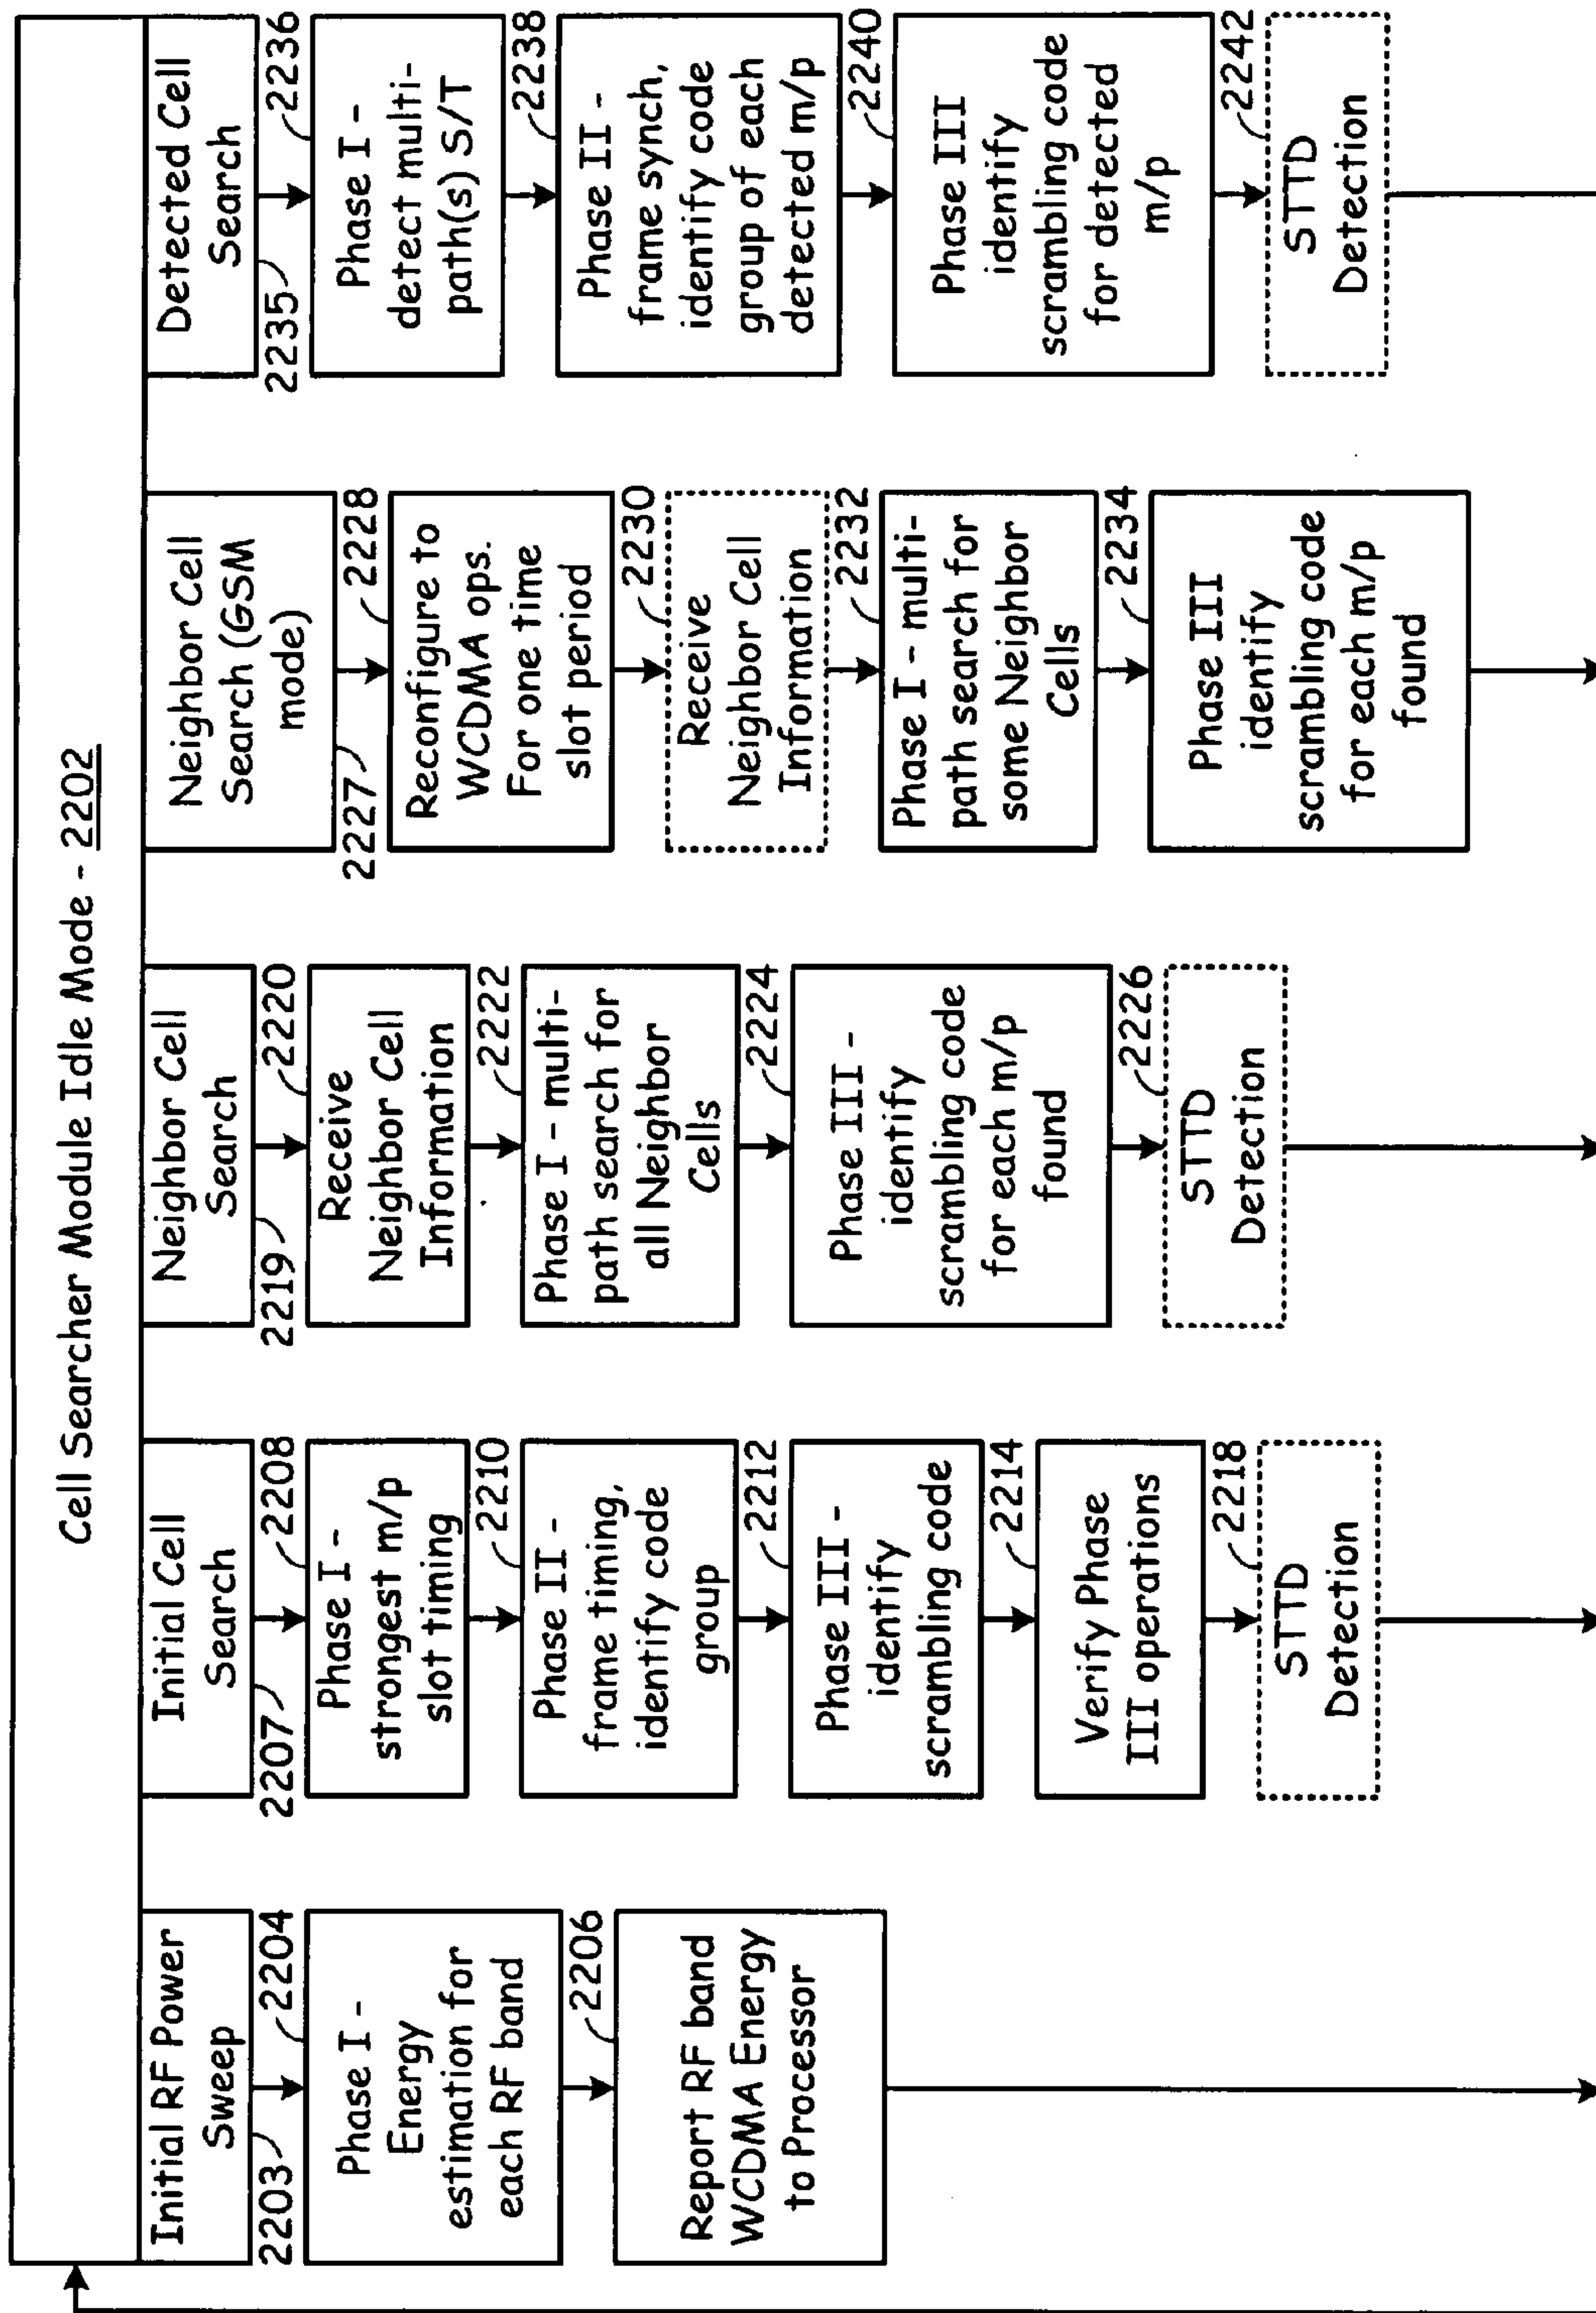 Cell Searcher Module Idle Mode - 2202
Initial RF Power
Sweep
2203
2204
Phase I -
Energy
estimation for
each RF band
2206
Report RF band
WCDMA Energy
to Processor
Initial Cell
Search
2207
2208
Phase I -
strongest m/p
slot timing
2210
Phase II -
frame timing,
identify code
group
2212
Phase III -
identify
scrambling code
2214
Verify Phase
III operations
2218
STTD
Detection
Neighbor Cell
Search
2219
2220
Receive
Neighbor Cell
Information
2222
Phase I - multi-
path search for
all Neighbor
Cells
2224
Phase III -
identify
scrambling code
for each m/p
found
2226
STTD
Detection
Neighbor Cell
Search (GSM
mode)
2227
2228
Reconfigure to
WCDMA ops.
For one time
slot period
2230
Receive
Neighbor Cell
Information
2232
Phase I - multi-
path search for
some Neighbor
Cells
2234
Phase III
identify
scrambling code
for each m/p
found
Detected Cell
Search
2235
2236
Phase I -
detect multi-
path(s) S/T
2238
Phase II -
frame synch,
identify code
group of each
detected m/p
2240
Phase III
identify
scrambling code
for detected
m/p
2242
STTD
Detection